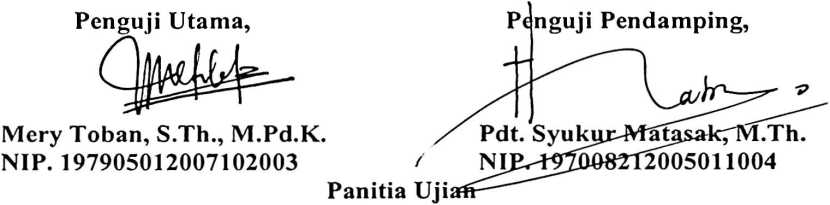 Penguji Utama,
Penguji Pendamping,
Mery Toban, S.Th., M.Pd.K.
Pdt. Syukur Matasak, M.Th.
NIP. 197905012007102003
NIP. 197008212005011004
Panitia Ujian